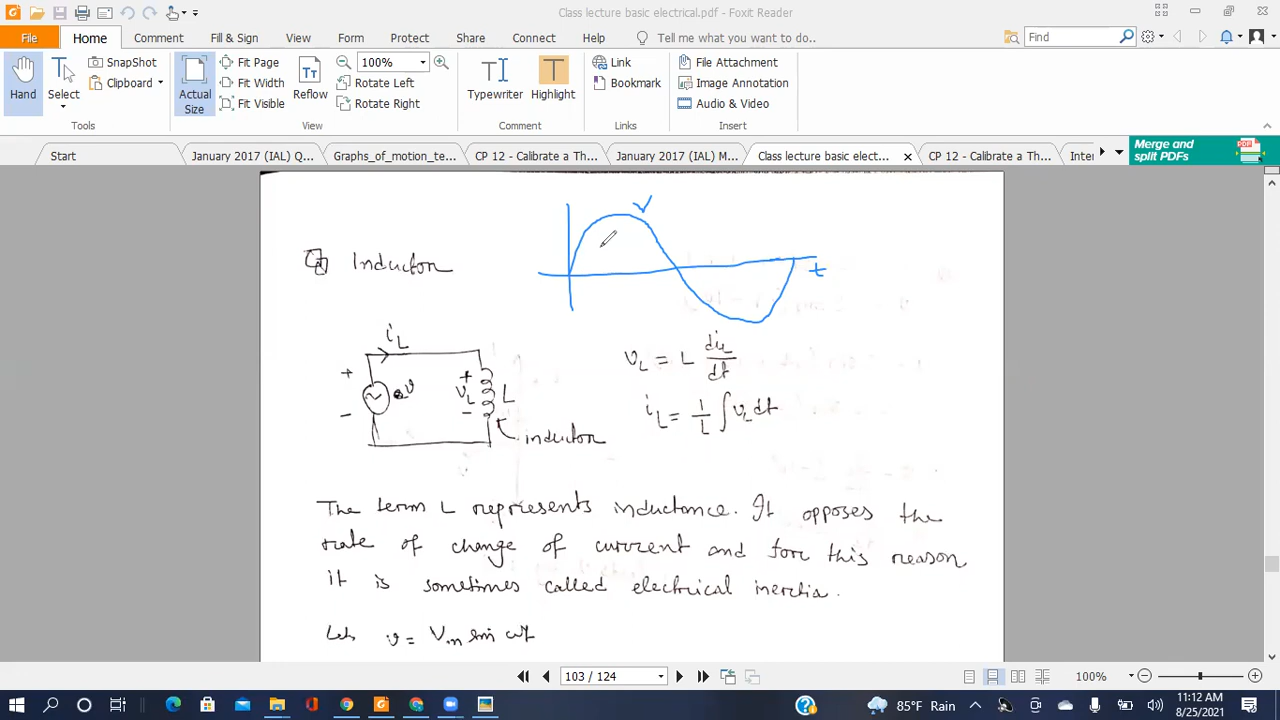 Class lecture basic electrical.pdf - Foxit Reader
File Home Comment Fill & Sign View Form Protect Share Connect Help Tell me what you want to do.. Find
Hand Select SnapShot Clipboard Actual Size Fit Page Fit Width Fit Visible Reflow 100% Rotate Left Rotate Right Typewriter Highlight Link Bookmark File Attachment Image Annotation Audio & Video
Tools View Comment Links Insert
Start January 2017 (IAL) Q... Graphs_of_motion_te... CP 12 - Calibrate a Th... January 2017 (IAL) M... Class lecture basic elect... CP 12 - Calibrate a Th... Inter
Merge and split PDFs PDF
V
t
Inductor
i_L
+ v -
+ v_L - L
inductor
v_L = L di_L/dt
i_L = 1/L ∫ v_L dt
The term L represents inductance. It opposes the
rate of change of current and for this reason
it is sometimes called electrical inertia.
Let, v = V_m sin ωt
103 / 124 100%
85°F Rain 11:12 AM
8/25/2021